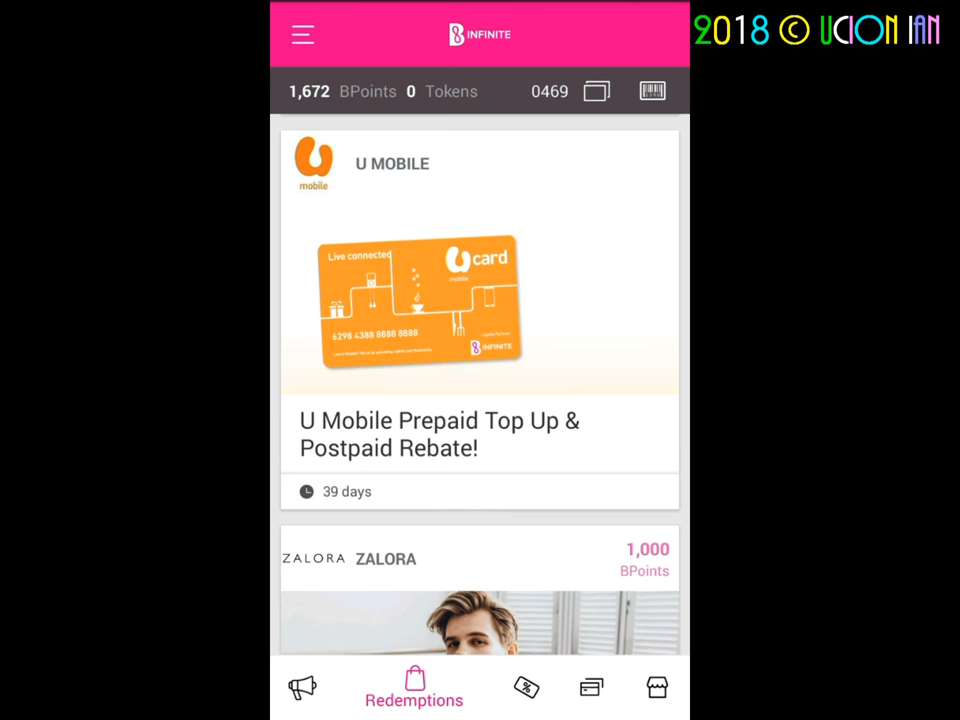 2018 © UCION IAN
B INFINITE
1,672 BPoints 0 Tokens 0469
U MOBILE
mobile
Live connected
U card
mobile
6298 4388 8888 8888
B INFINITE
U Mobile Prepaid Top Up &
Postpaid Rebate!
39 days
ZALORA ZALORA
1,000
BPoints
Redemptions